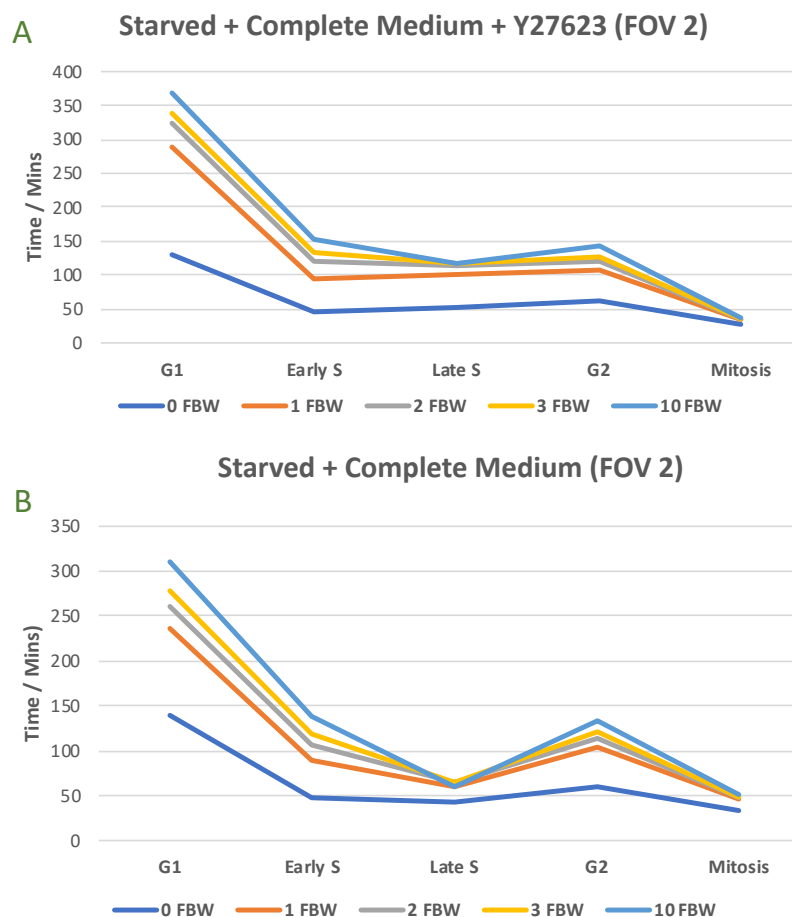 A
Starved + Complete Medium + Y27623 (FOV 2)
400
350
300
250
200
150
100
50
0
Time / Mins
G1 Early S Late S G2 Mitosis
0 FBW 1 FBW 2 FBW 3 FBW 10 FBW
Starved + Complete Medium (FOV 2)
B
350
300
250
200
150
100
50
0
Time / Mins)
G1 Early S Late S G2 Mitosis
0 FBW 1 FBW 2 FBW 3 FBW 10 FBW